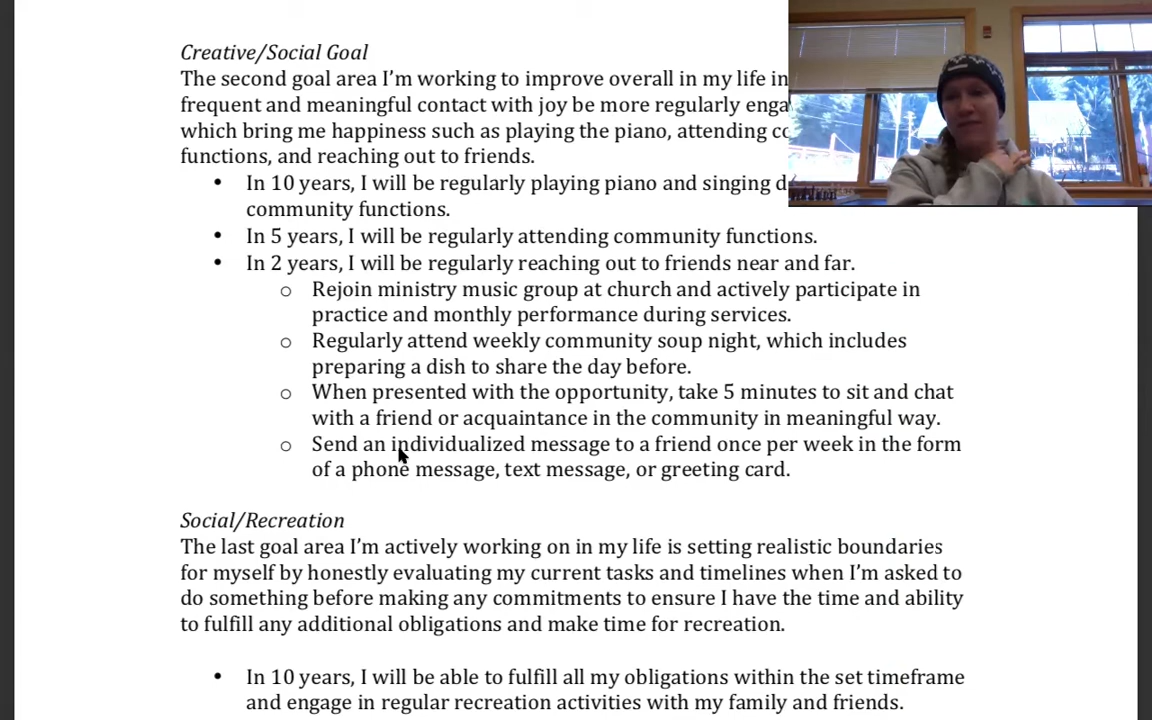 Creative/Social Goal
The second goal area I'm working to improve overall in my life in
frequent and meaningful contact with joy be more regularly
which bring me happiness such as playing the piano, attending
functions, and reaching out to friends.
• In 10 years, I will be regularly playing piano and singing
community functions.
• In 5 years, I will be regularly attending community functions.
• In 2 years, I will be regularly reaching out to friends near and far.
o Rejoin ministry music group at church and actively participate in
practice and monthly performance during services.
o Regularly attend weekly community soup night, which includes
preparing a dish to share the day before.
o When presented with the opportunity, take 5 minutes to sit and chat
with a friend or acquaintance in the community in meaningful way.
o Send an individualized message to a friend once per week in the form
of a phone message, text message, or greeting card.
Social/Recreation
The last goal area I'm actively working on in my life is setting realistic boundaries
for myself by honestly evaluating my current tasks and timelines when I'm asked to
do something before making any commitments to ensure I have the time and ability
to fulfill any additional obligations and make time for recreation.
• In 10 years, I will be able to fulfill all my obligations within the set timeframe
and engage in regular recreation activities with my family and friends.